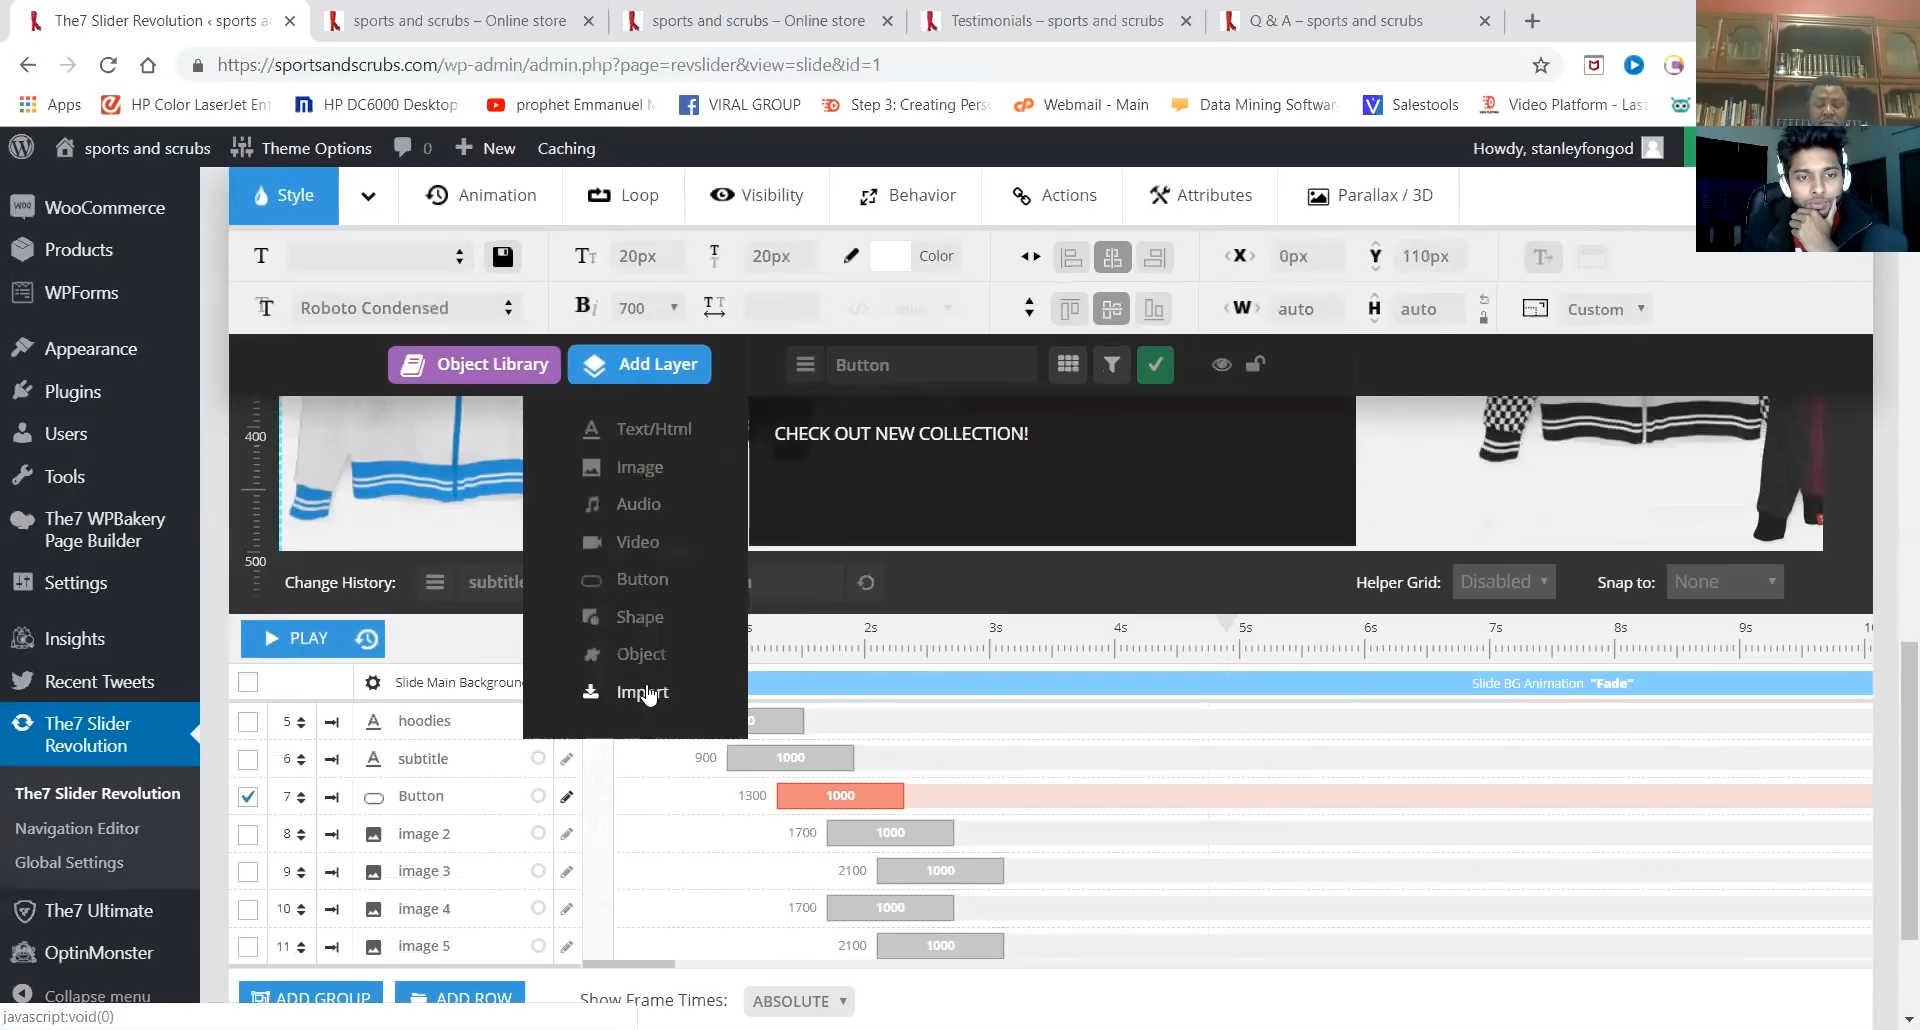 The7 Slider Revolution ‹ sports a
sports and scrubs – Online store
sports and scrubs – Online store
Testimonials – sports and scrubs
Q & A – sports and scrubs
https://sportsandscrubs.com/wp-admin/admin.php?page=revslider&view=slide&id=1
Apps
HP Color LaserJet Ent
HP DC6000 Desktop
prophet Emmanuel M
VIRAL GROUP
Step 3: Creating Perso
Webmail - Main
Data Mining Softwar
Salestools
Video Platform - Last
sports and scrubs
Theme Options
0
New
Caching
Howdy, stanleyfongod
WooCommerce
Products
WPForms
Appearance
Plugins
Users
Tools
The7 WPBakery
Page Builder
Settings
Insights
Recent Tweets
The7 Slider
Revolution
The7 Slider Revolution
Navigation Editor
Global Settings
The7 Ultimate
OptinMonster
Collapse menu
javascript:void(0)
Style
Animation
Loop
Visibility
Behavior
Actions
Attributes
Parallax / 3D
20px
20px
Color
X
0px
Y
110px
Roboto Condensed
700
W
auto
H
auto
Custom
Object Library
Add Layer
Button
Text/Html
Image
Audio
Video
Button
Shape
Object
Import
400
500
CHECK OUT NEW COLLECTION!
Change History:
subtitle
Helper Grid:
Disabled
Snap to:
None
PLAY
2s
3s
4s
5s
6s
7s
8s
9s
Slide Main Background
Slide BG Animation "Fade"
5
hoodies
6
subtitle
900
1000
7
Button
1300
1000
8
image 2
1700
1000
9
image 3
2100
1000
10
image 4
1700
1000
11
image 5
2100
1000
ADD GROUP
ADD ROW
Show Frame Times:
ABSOLUTE